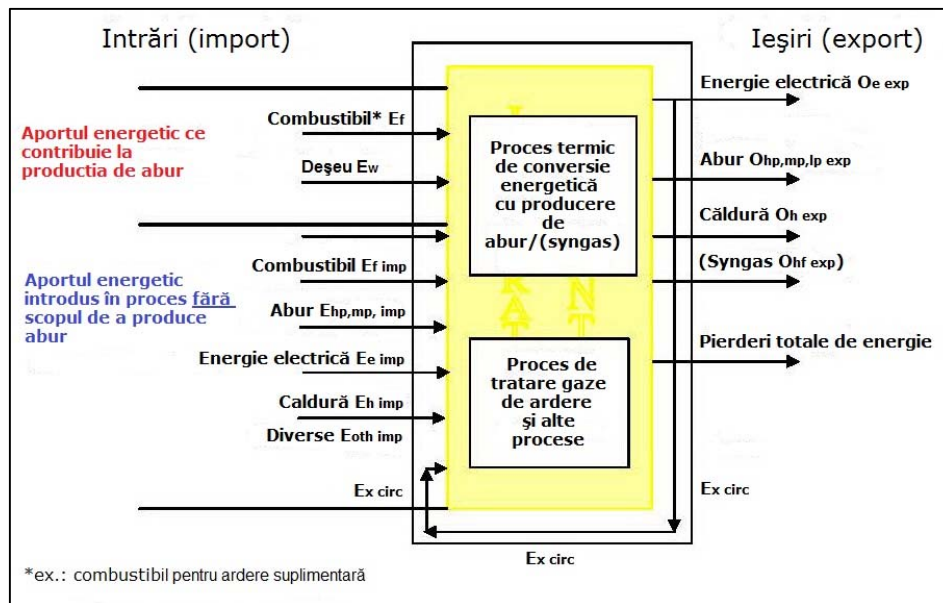 Intrări (import)
Ieşiri (export)
Aportul energetic ce
contribuie la
productia de abur
Combustibil* Ef
Deşeu Ew
Aportul energetic
introdus în proces fără
scopul de a produce
abur
Combustibil Ef imp
Abur Ehp,mp, imp
Energie electrică Ee imp
Caldură Eh imp
Diverse Eoth imp
Ex circ
Proces termic
de conversie
energetică
cu producere
de
abur/(syngas)
Proces de
tratare gaze
de ardere
şi alte
procese
Energie electrică Oe exp
Abur Ohp,mp,lp exp
Căldură Oh exp
(Syngas Ohf exp)
Pierderi totale de energie
Ex circ
Ex circ
*ex.: combustibil pentru ardere suplimentară